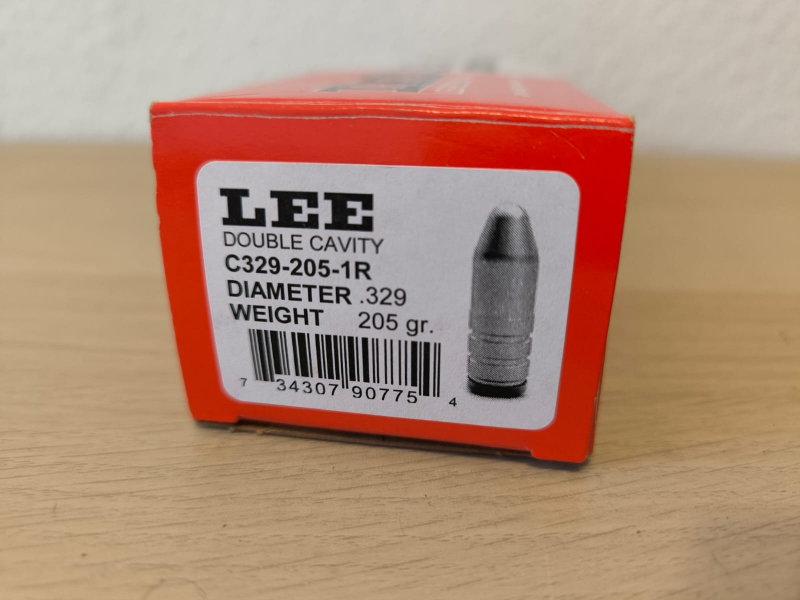 LEE
DOUBLE CAVITY
C329-205-1R
DIAMETER .329
WEIGHT 205 gr.
7 34307 90775 4